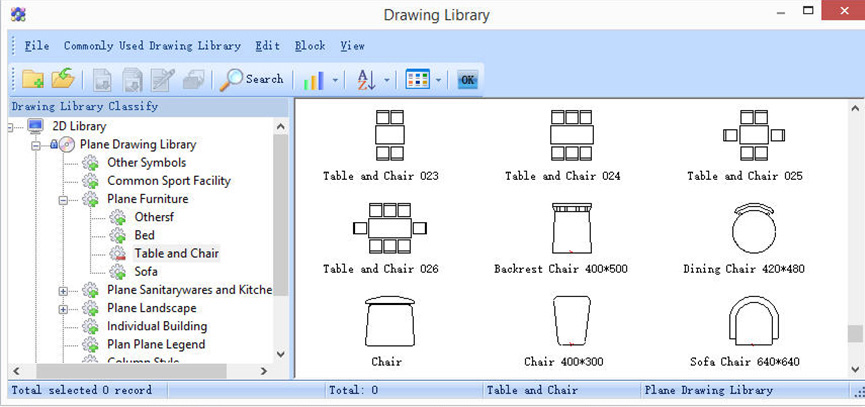 Drawing Library
File Commonly Used Drawing Library Edit Block View
Search A Z OK
Drawing Library Classify
2D Library
Plane Drawing Library
Other Symbols
Common Sport Facility
Plane Furniture
Othersf
Bed
Table and Chair
Sofa
Plane Sanitarywares and Kitche
Plane Landscape
Individual Building
Plan Plane Legend
Column Style
Table and Chair 023 Table and Chair 024 Table and Chair 025
Table and Chair 026 Backrest Chair 400*500 Dining Chair 420*480
Chair Chair 400*300 Sofa Chair 640*640
Total selected 0 record Total: 0 Table and Chair Plane Drawing Library